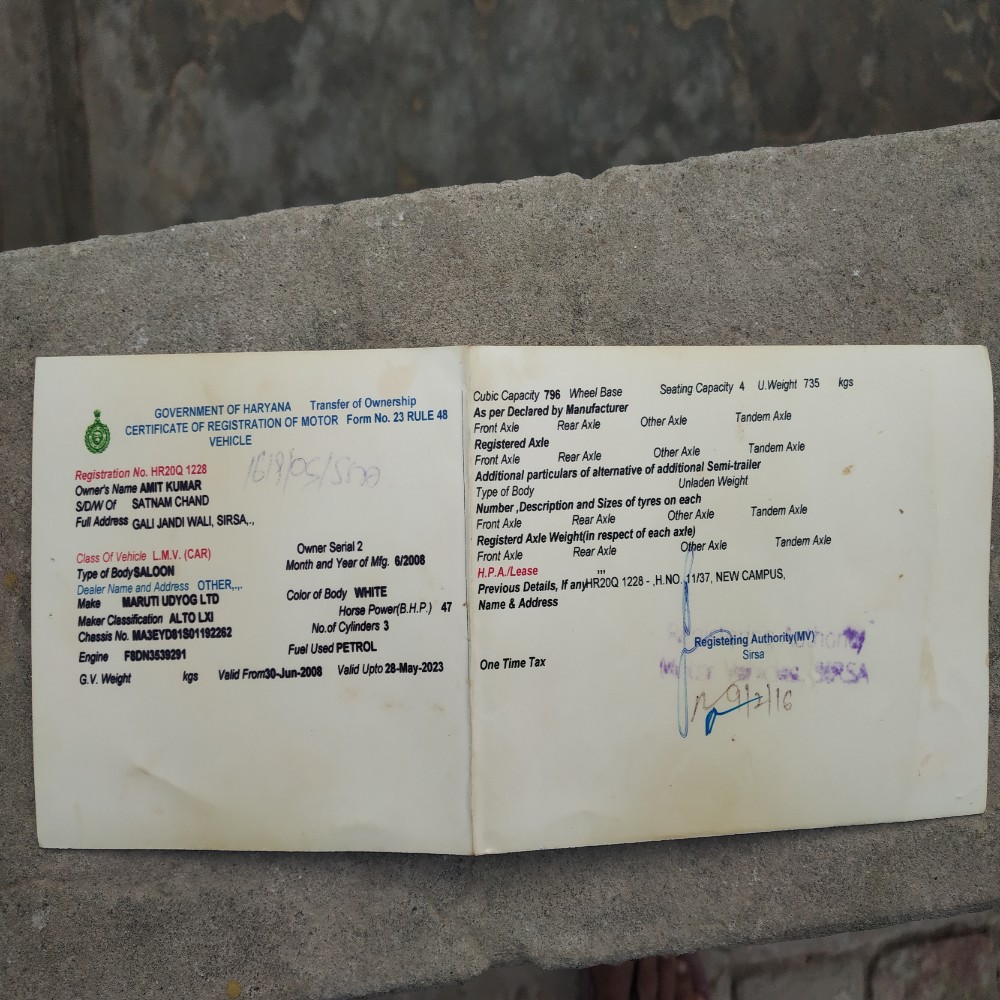 GOVERNMENT OF HARYANA Transfer of Ownership
CERTIFICATE OF REGISTRATION OF MOTOR Form No. 23 RULE 48
VEHICLE
Registration No. HR20Q 1228
Owner's Name AMIT KUMAR
S/D/W Of SATNAM CHAND
Full Address GALI JANDI WALI, SIRSA,.,
Class Of Vehicle L.M.V. (CAR) Owner Serial 2
Type of Body SALOON Month and Year of Mfg. 6/2008
Dealer Name and Address OTHER,.,.
Make MARUTI UDYOG LTD Color of Body WHITE
Maker Classification ALTO LXI Horse Power(B.H.P.) 47
Chassis No. MA3EYD81S01192262 No.of Cylinders 3
Engine F8DN3539291 Fuel Used PETROL
G.V. Weight kgs Valid From 30-Jun-2008 Valid Upto 28-May-2023
Cubic Capacity 796 Wheel Base Seating Capacity 4 U.Weight 735 kgs
As per Declared by Manufacturer
Front Axle Rear Axle Other Axle Tandem Axle
Registered Axle
Front Axle Rear Axle Other Axle Tandem Axle
Additional particulars of alternative of additional Semi-trailer
Type of Body Unladen Weight
Number ,Description and Sizes of tyres on each
Front Axle Rear Axle Other Axle Tandem Axle
Registerd Axle Weight(in respect of each axle)
Front Axle Rear Axle Other Axle Tandem Axle
H.P.A./Lease ,,,
Previous Details, If any HR20Q 1228 - ,H.NO. 11/37, NEW CAMPUS,
Name & Address
Registering Authority(MV)
Sirsa
One Time Tax
SIRSA
9/2/16